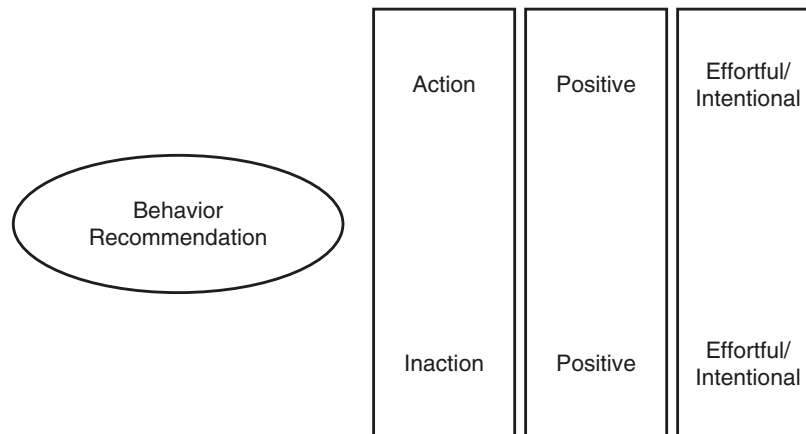 Action
Positive
Effortful/
Intentional
Behavior
Recommendation
Inaction
Positive
Effortful/
Intentional